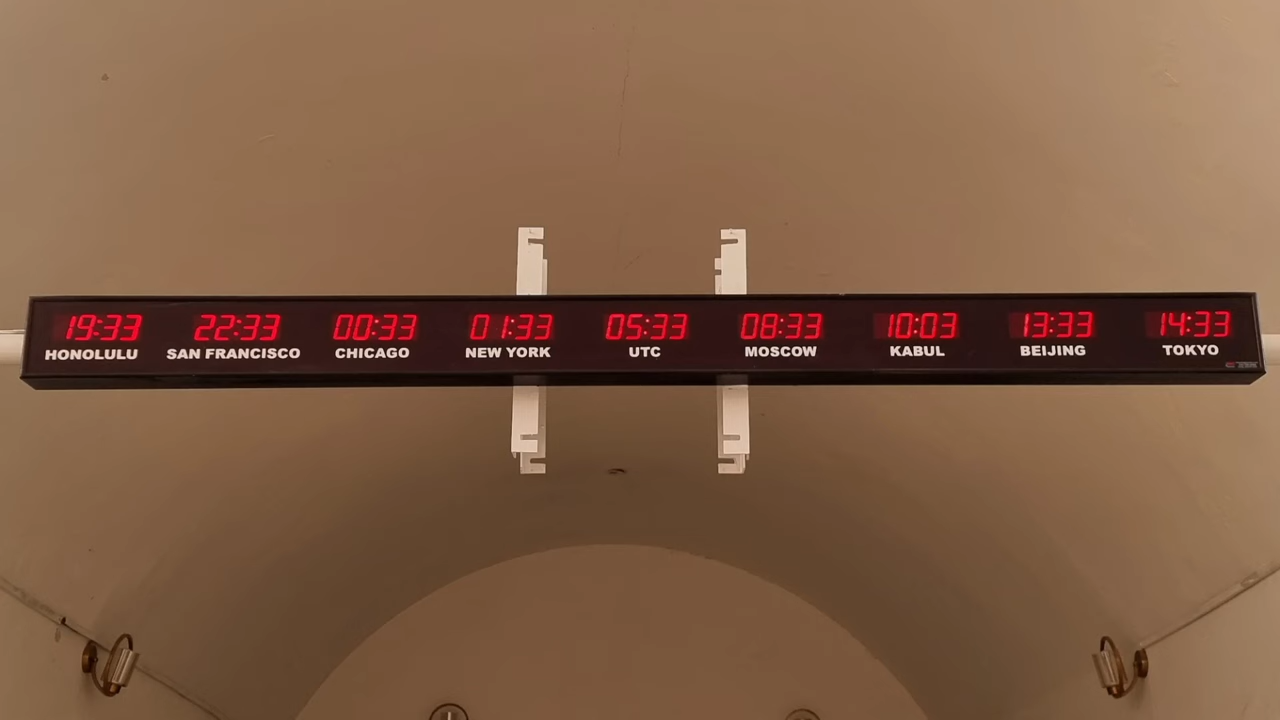 19:33 22:33 00:33 01:33 05:33 08:33 10:03 13:33 14:33
HONOLULU SAN FRANCISCO CHICAGO NEW YORK UTC MOSCOW KABUL BEIJING TOKYO